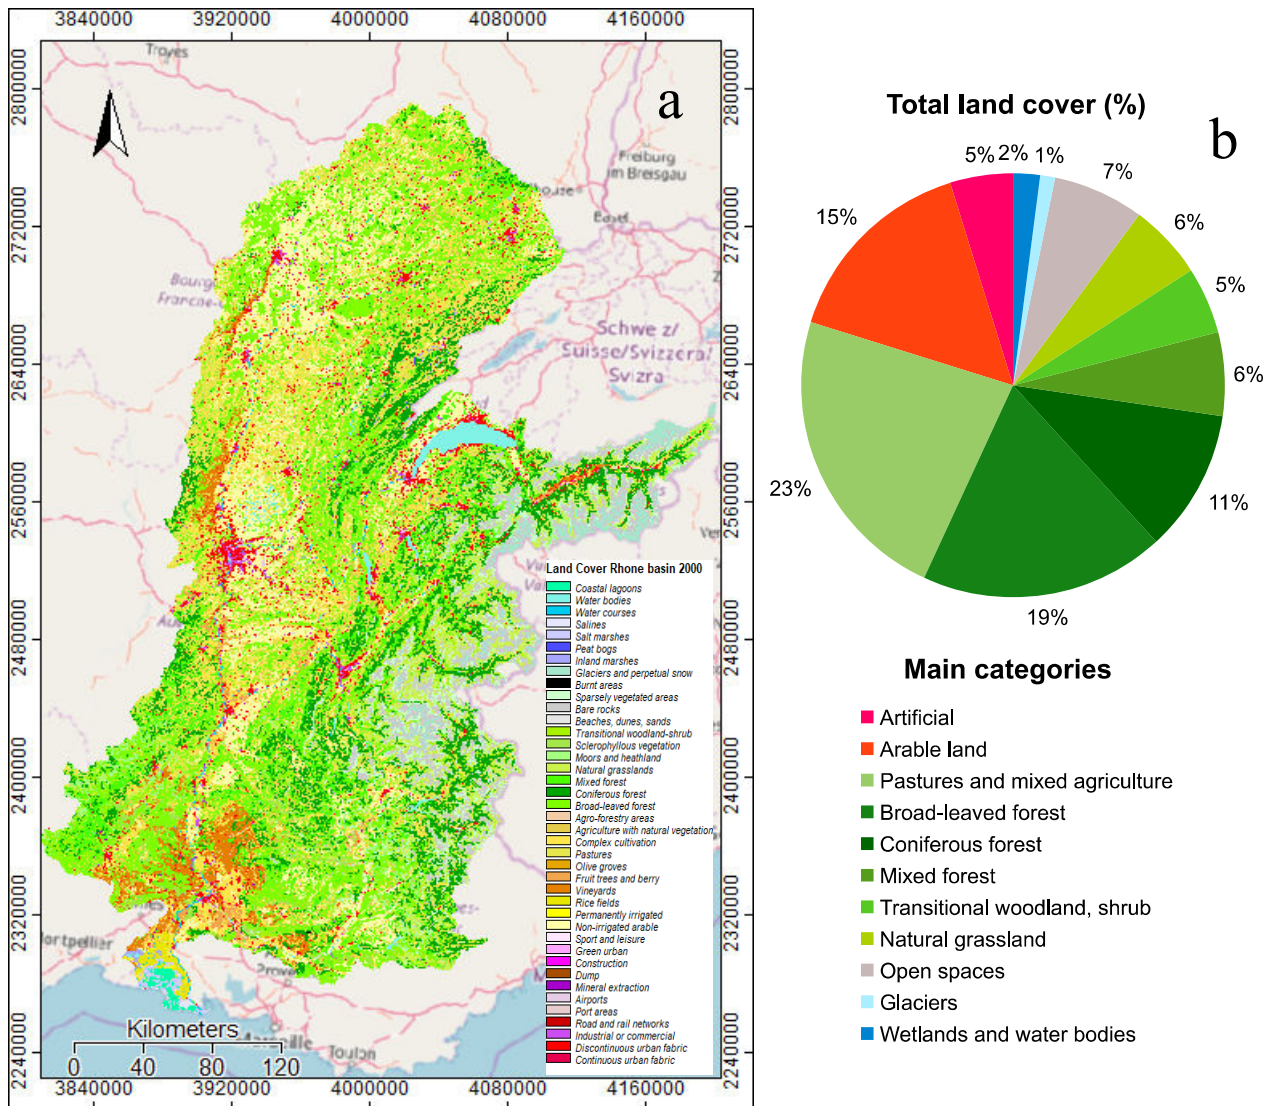 3840000 3920000 4000000 4080000 4160000
2800000
2720000
2640000
2560000
2480000
2400000
2320000
2240000
a
Troyes
Freiburg
im Breisgau
Basel
Schweiz/
Suisse/Svizzera/
Svizra
Toulon
Kilometers
0 40 80 120
Land Cover Rhone basin 2000
Coastal lagoons
Water bodies
Water courses
Salines
Salt marshes
Peat bogs
Inland marshes
Glaciers and perpetual snow
Burnt areas
Sparsely vegetated areas
Bare rocks
Beaches, dunes, sands
Transitional woodland-shrub
Sclerophyllous vegetation
Moors and heathland
Natural grasslands
Mixed forest
Coniferous forest
Broad-leaved forest
Agro-forestry areas
Agriculture with natural vegetation
Complex cultivation
Pastures
Olive groves
Fruit trees and berry
Vineyards
Rice fields
Permanently irrigated
Non-irrigated arable
Sport and leisure
Green urban
Construction
Dump
Mineral extraction
Airports
Port areas
Road and rail networks
Industrial or commercial
Discontinuous urban fabric
Continuous urban fabric
2800000
2720000
2640000
2560000
2480000
2400000
2320000
2240000
3840000 3920000 4000000 4080000 4160000
Total land cover (%)
b
5% 2% 1% 7%
15%
6%
5%
6%
23%
11%
19%
Main categories
Artificial
Arable land
Pastures and mixed agriculture
Broad-leaved forest
Coniferous forest
Mixed forest
Transitional woodland, shrub
Natural grassland
Open spaces
Glaciers
Wetlands and water bodies